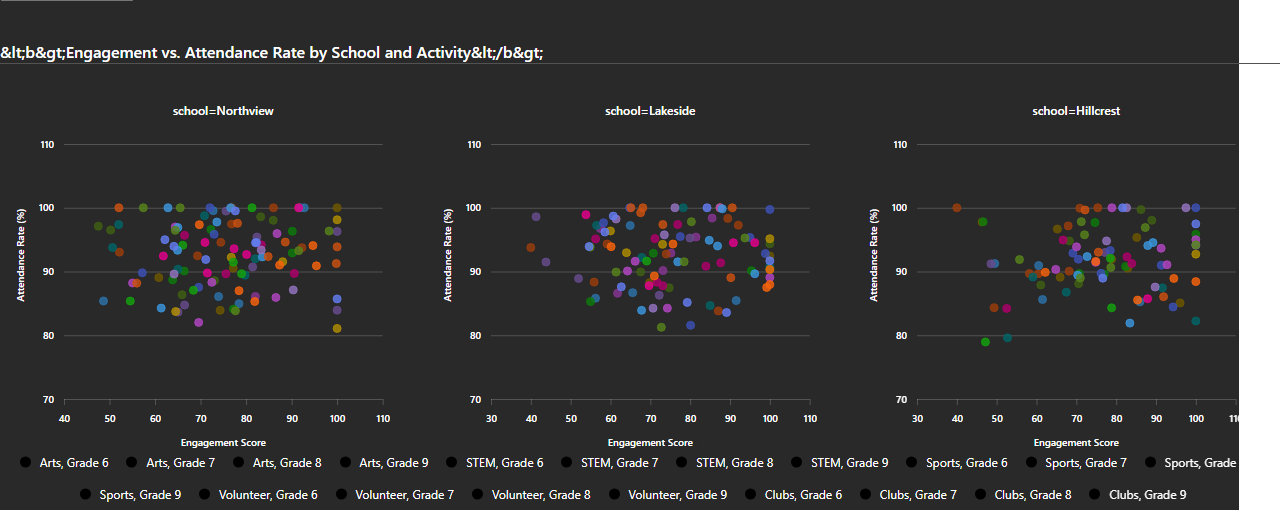 &lt;b&gt;Engagement vs. Attendance Rate by School and Activity&lt;/b&gt;
school=Northview
school=Lakeside
school=Hillcrest
110
100
90
80
70
Attendance Rate (%)
40 50 60 70 80 90 100 110
Engagement Score
110
100
90
80
70
Attendance Rate (%)
30 40 50 60 70 80 90 100 110
Engagement Score
110
100
90
80
70
Attendance Rate (%)
30 40 50 60 70 80 90 100 11
Engagement Score
Arts, Grade 6 Arts, Grade 7 Arts, Grade 8 Arts, Grade 9 STEM, Grade 6 STEM, Grade 7 STEM, Grade 8 STEM, Grade 9 Sports, Grade 6 Sports, Grade 7 Sports, Grade
Sports, Grade 9 Volunteer, Grade 6 Volunteer, Grade 7 Volunteer, Grade 8 Volunteer, Grade 9 Clubs, Grade 6 Clubs, Grade 7 Clubs, Grade 8 Clubs, Grade 9